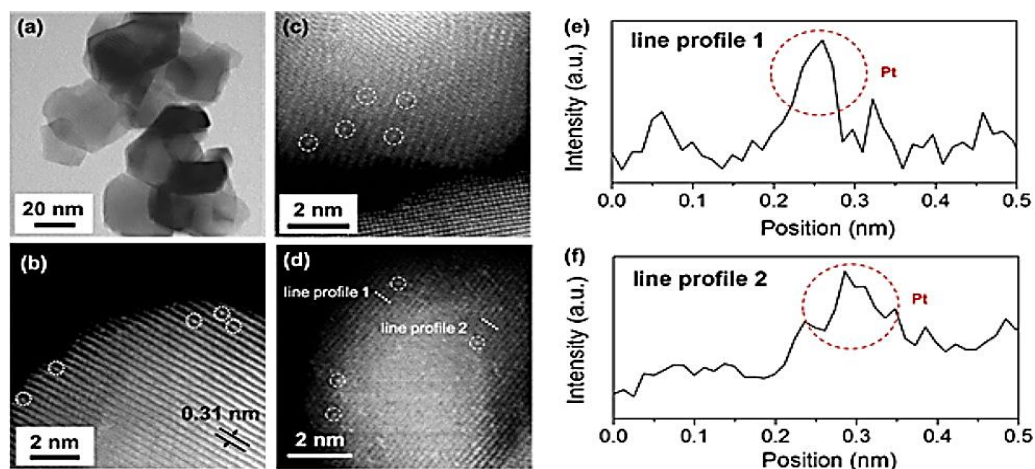 (a)
20 nm
(b)
0.31 nm
2 nm
(c)
2 nm
(d)
line profile 1
line profile 2
2 nm
(e)
line profile 1
Pt
Intensity (a.u.)
0.0 0.1 0.2 0.3 0.4 0.5
Position (nm)
(f)
line profile 2
Pt
Intensity (a.u.)
0.0 0.1 0.2 0.3 0.4 0.5
Position (nm)